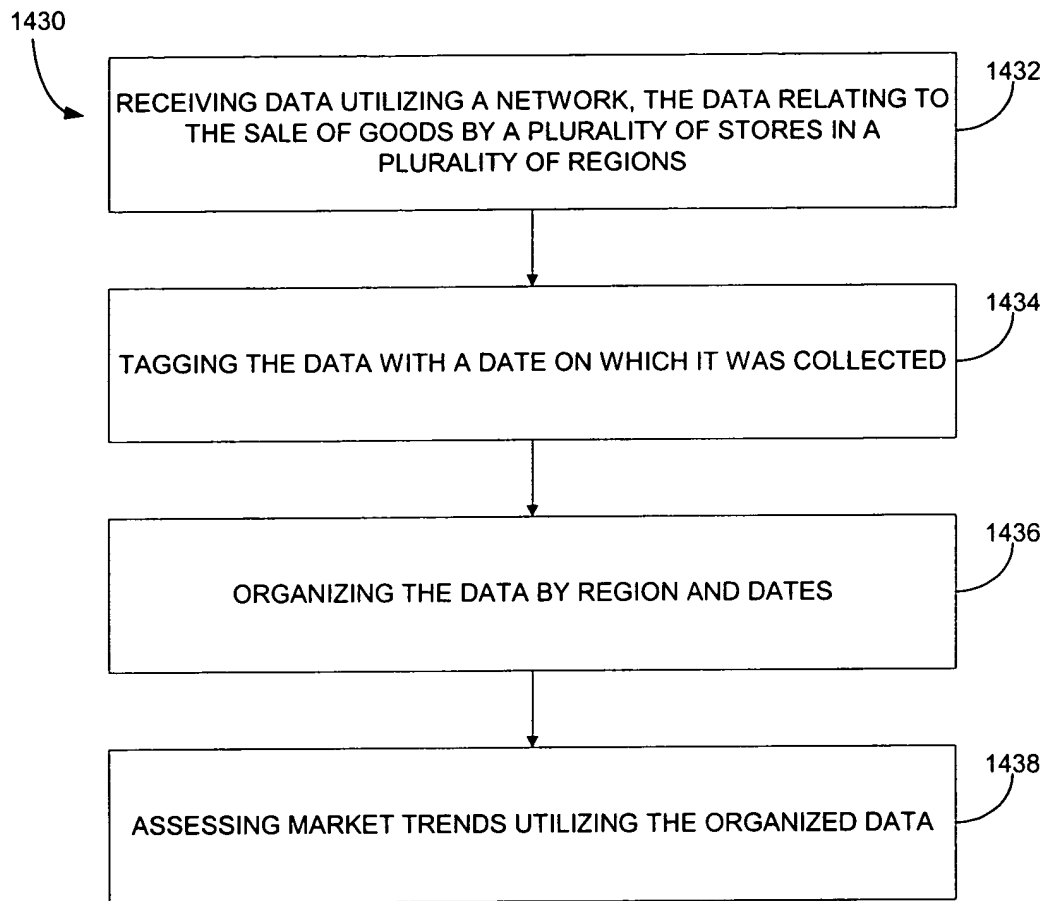 1430
1432
RECEIVING DATA UTILIZING A NETWORK, THE DATA RELATING TO
THE SALE OF GOODS BY A PLURALITY OF STORES IN A
PLURALITY OF REGIONS
1434
TAGGING THE DATA WITH A DATE ON WHICH IT WAS COLLECTED
1436
ORGANIZING THE DATA BY REGION AND DATES
1438
ASSESSING MARKET TRENDS UTILIZING THE ORGANIZED DATA